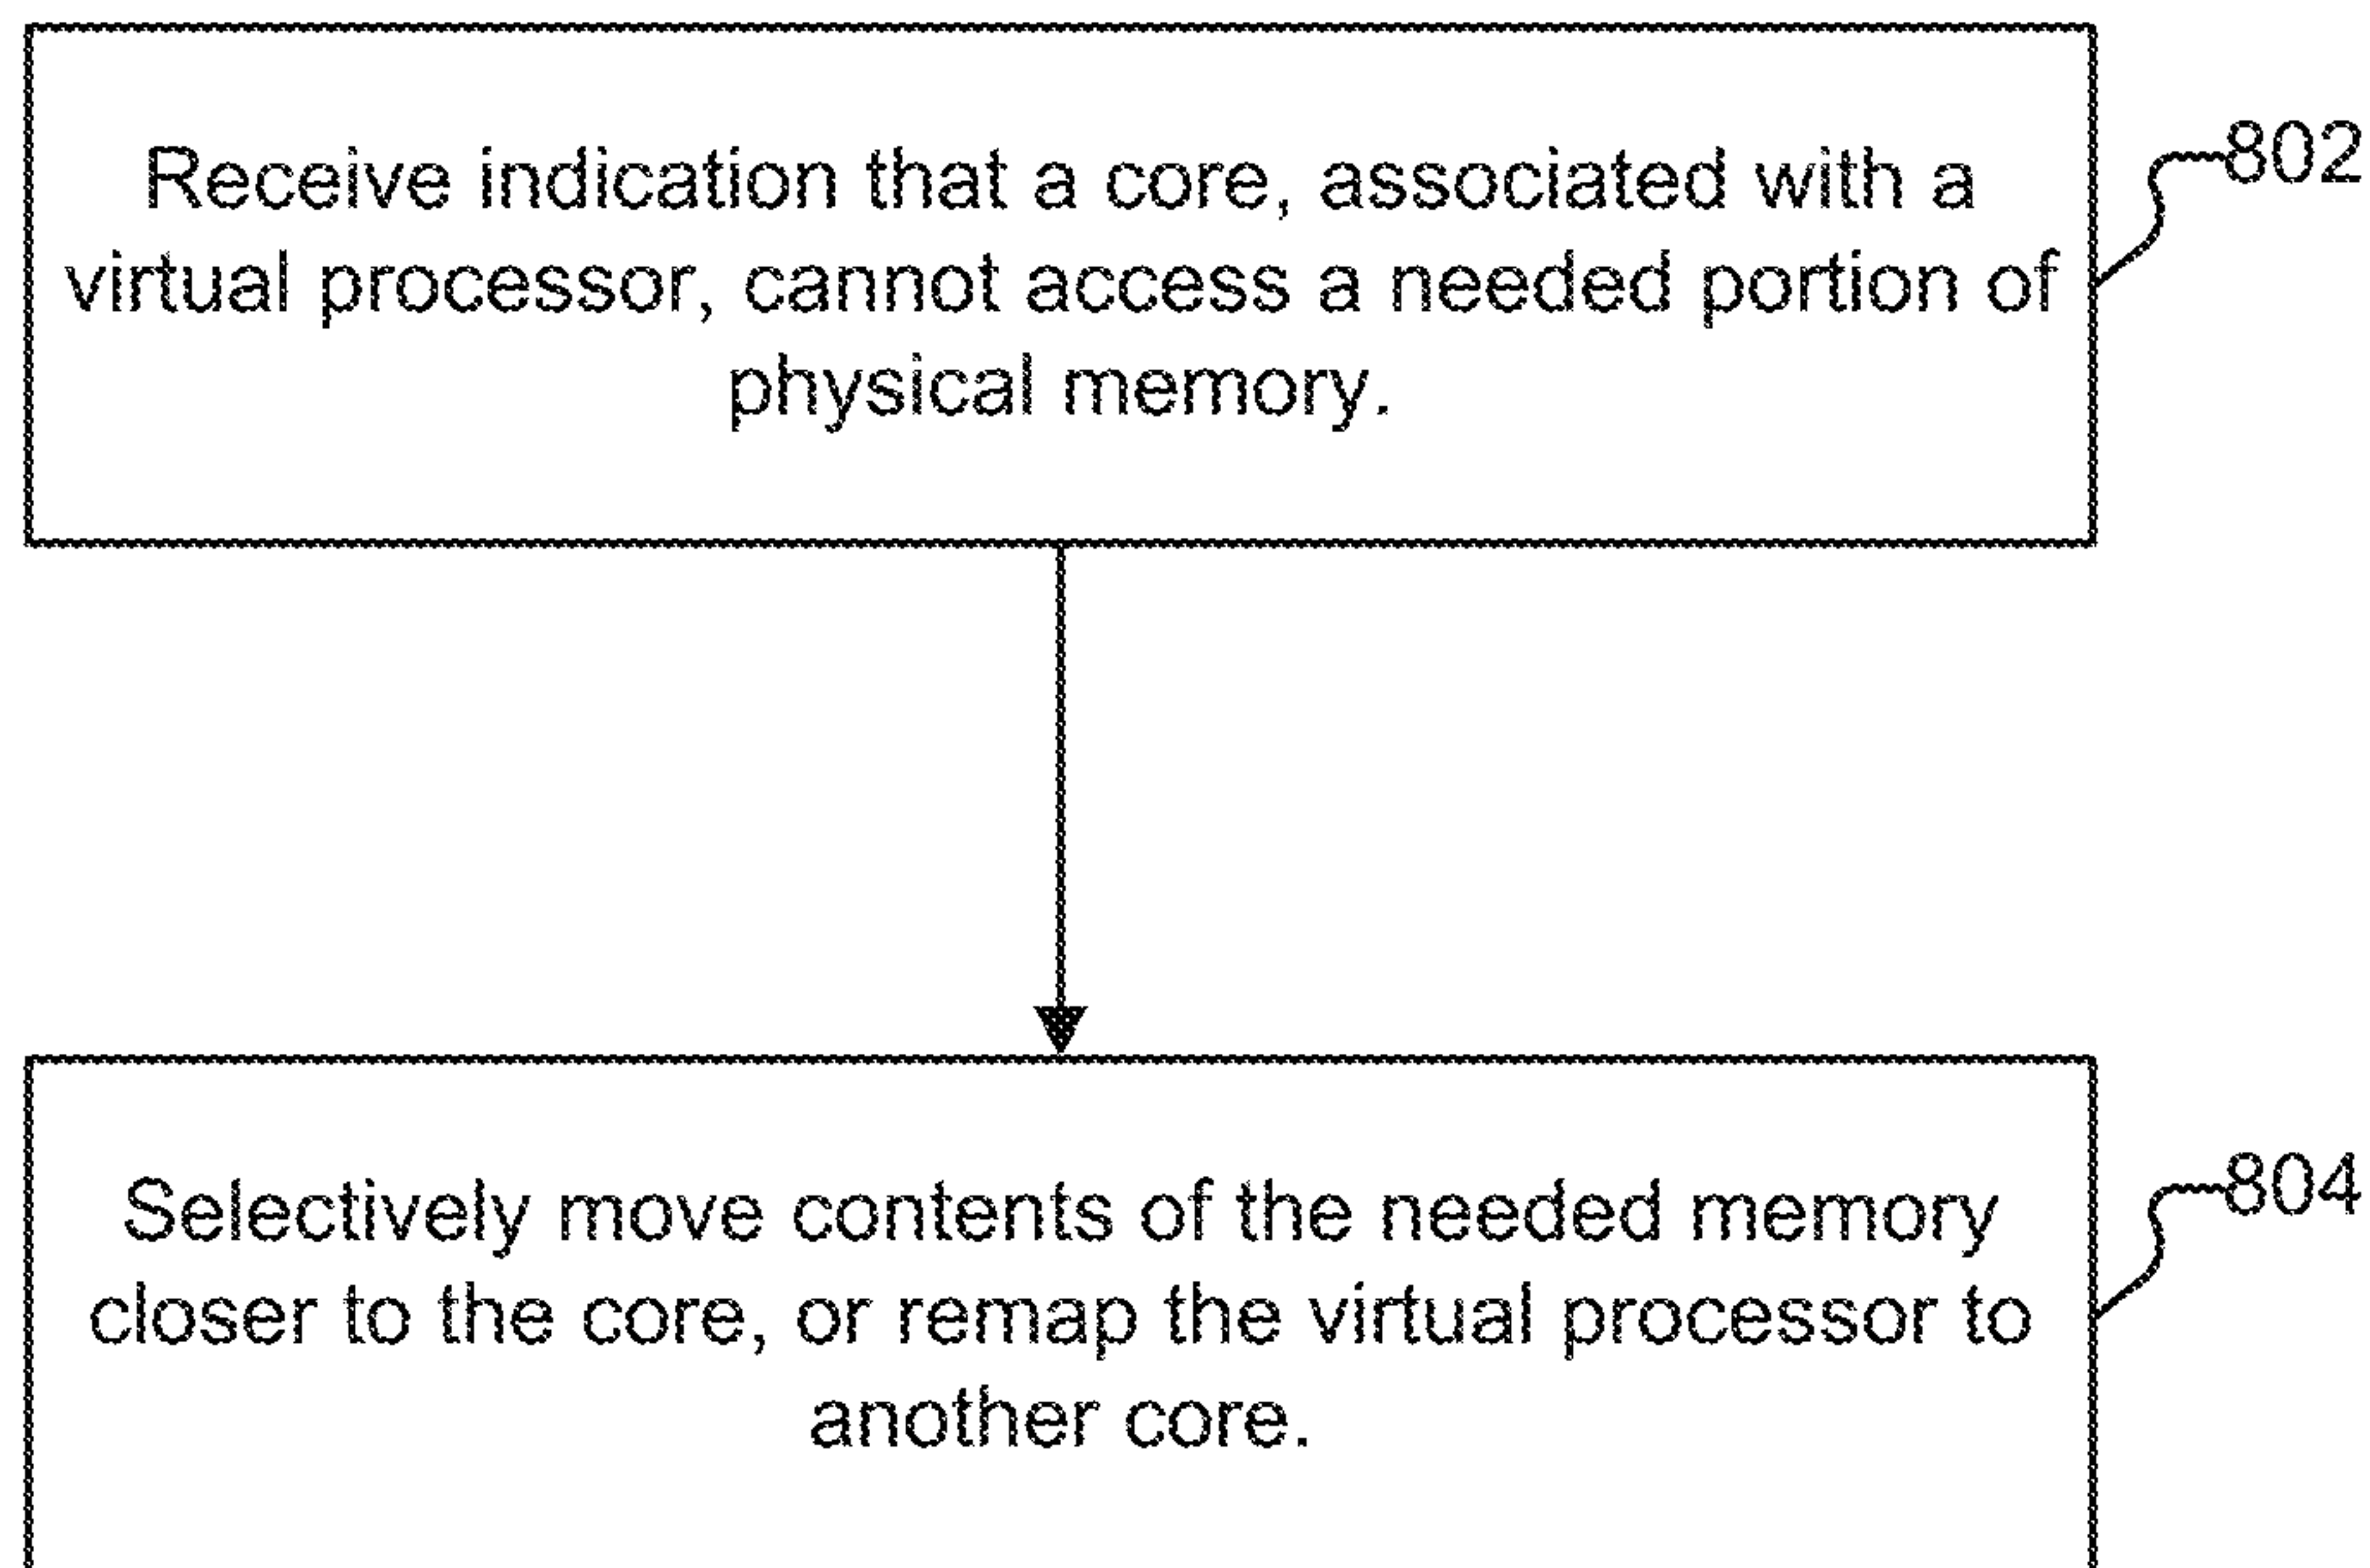 Receive indication that a core, associated with a
virtual processor, cannot access a needed portion of
physical memory.
802
Selectively move contents of the needed memory
closer to the core, or remap the virtual processor to
another core.
804